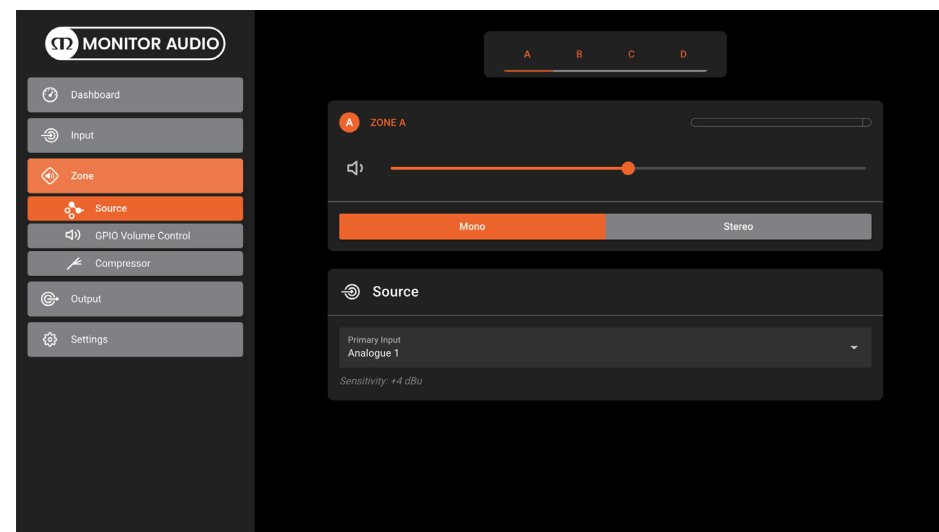 MONITOR AUDIO
Dashboard
Input
Zone
Source
GPIO Volume Control
Compressor
Output
Settings
A B C D
A ZONE A
Mono Stereo
Source
Primary Input
Analogue 1
Sensitivity: +4 dBu